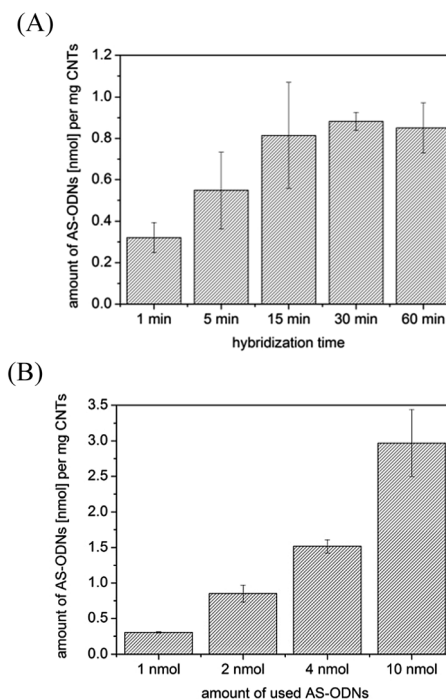 (A)
amount of AS-ODNs [nmol] per mg CNTs
1.2
1.0
0.8
0.6
0.4
0.2
0.0
1 min 5 min 15 min 30 min 60 min
hybridization time
(B)
amount of AS-ODNs [nmol] per mg CNTs
3.5
3.0
2.5
2.0
1.5
1.0
0.5
0.0
1 nmol 2 nmol 4 nmol 10 nmol
amount of used AS-ODNs